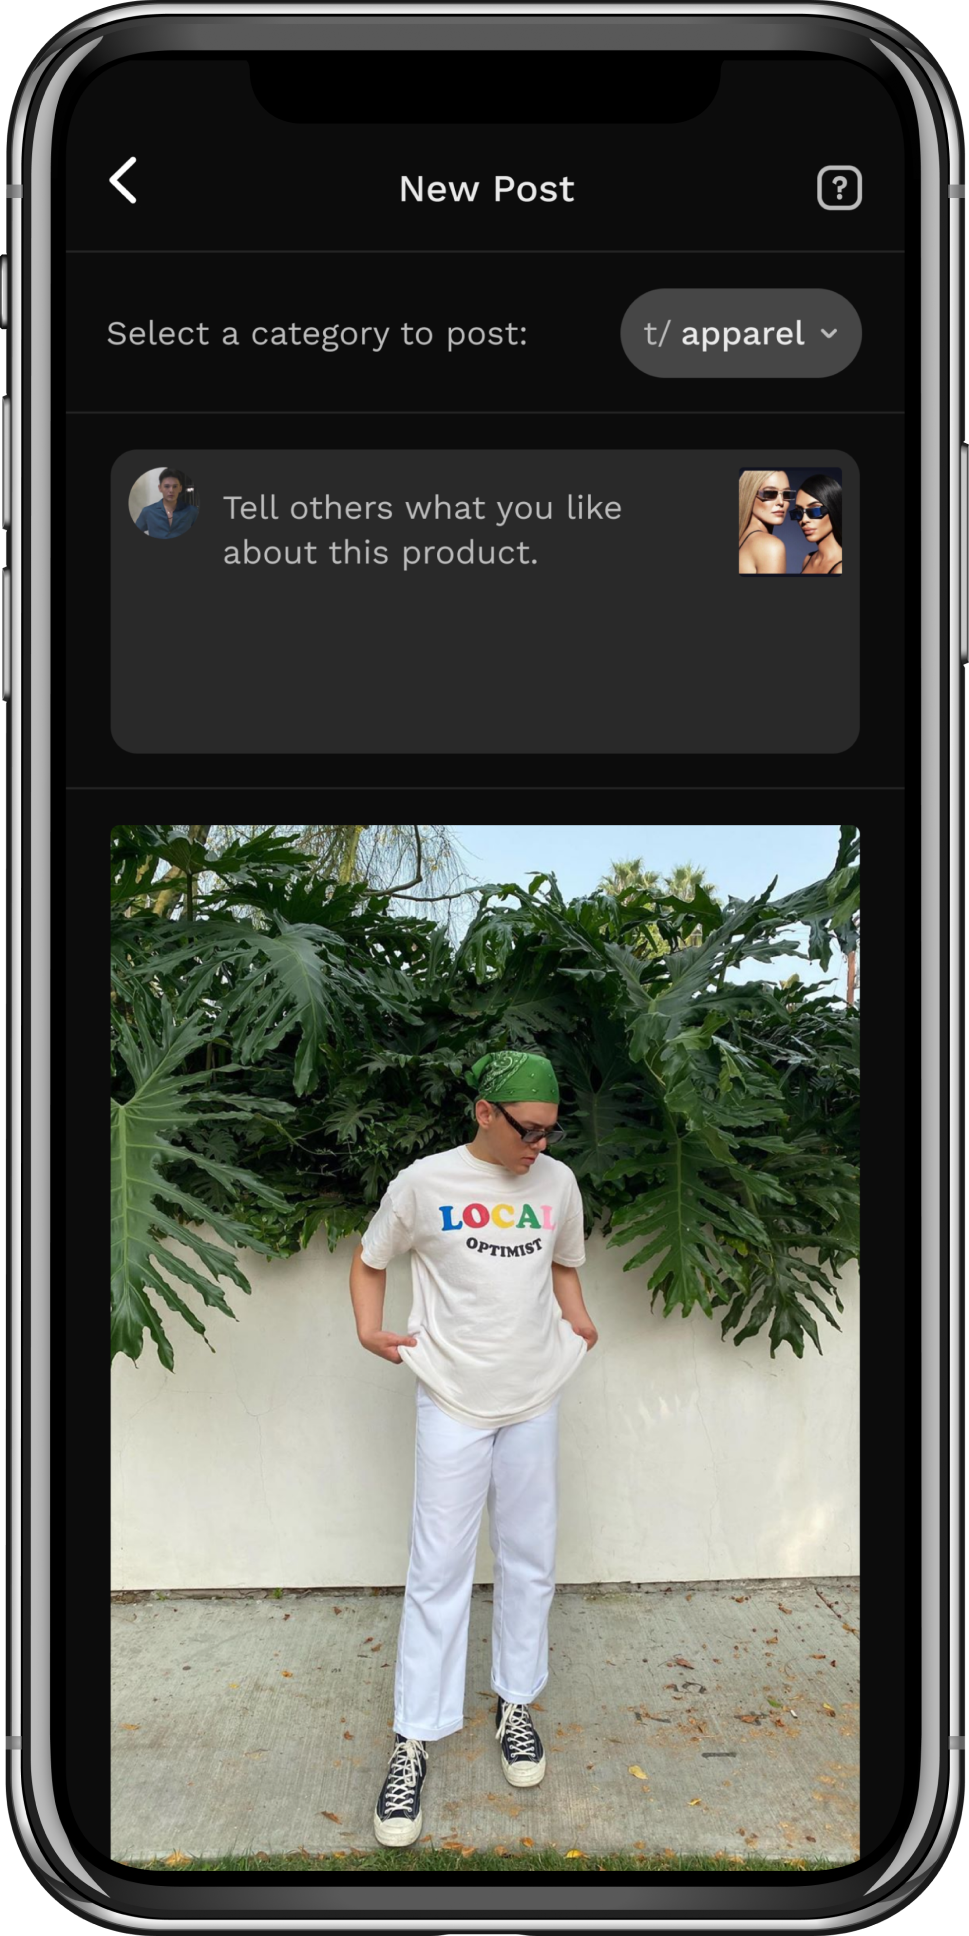 New Post
?
Select a category to post:
t/ apparel
Tell others what you like
about this product.
LOCAL
OPTIMIST